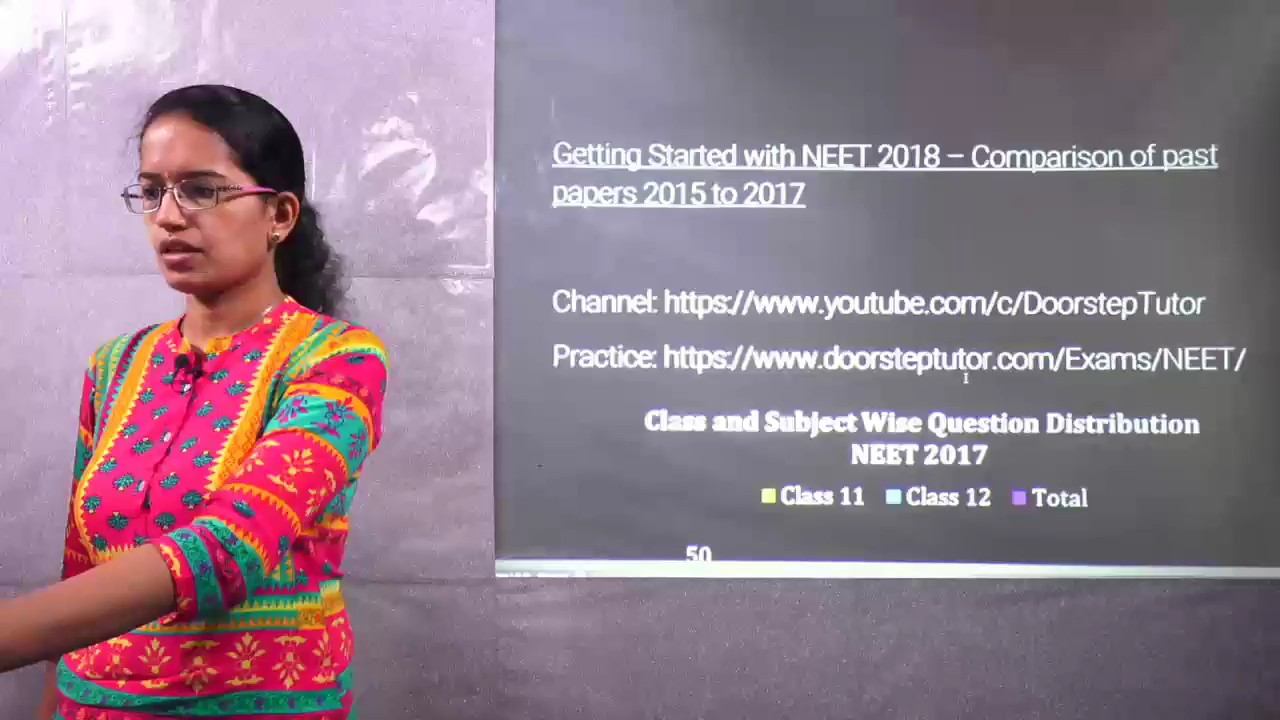 Getting Started with NEET 2018 – Comparison of past
papers 2015 to 2017
Channel: https://www.youtube.com/c/DoorstepTutor
Practice: https://www.doorsteptutor.com/Exams/NEET/
Class and Subject Wise Question Distribution
NEET 2017
Class 11 Class 12 Total
50